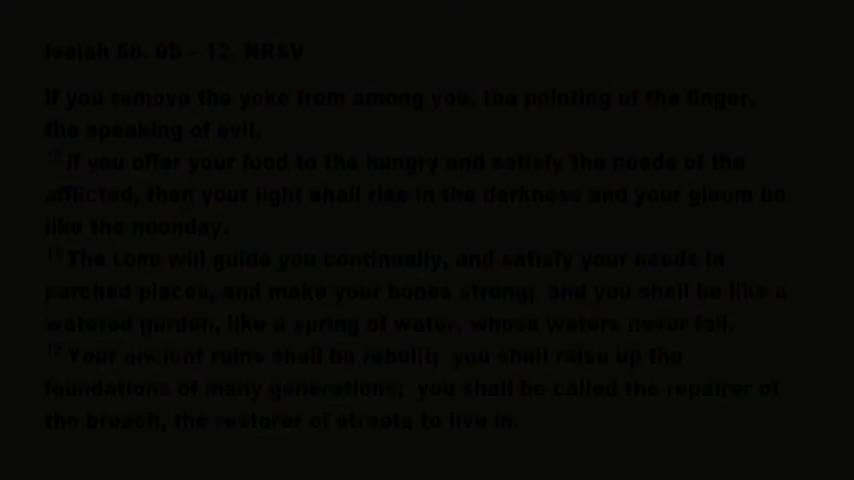 Isaiah 58. 05 - 12, NRSV
If you remove the yoke from among you, the pointing of the finger,
the speaking of evil,
10 If you offer your food to the hungry and satisfy the needs of the
afflicted, then your light shall rise in the darkness and your gloom be
like the noonday.
11 The LORD will guide you continually, and satisfy your needs in
parched places, and make your bones strong; and you shall be like a
watered garden, like a spring of water, whose waters never fail.
12 Your ancient ruins shall be rebuilt; you shall raise up the
foundations of many generations; you shall be called the repairer of
the breach, the restorer of streets to live in.